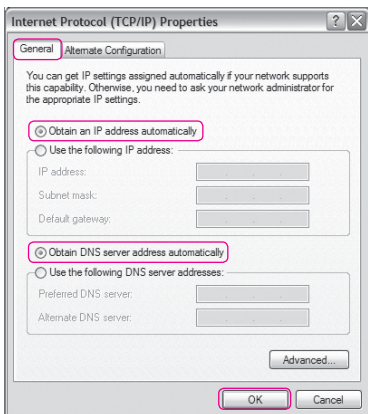 Internet Protocol (TCP/IP) Properties
General
Alternate Configuration
You can get IP settings assigned automatically if your network supports
this capability. Otherwise, you need to ask your network administrator for
the appropriate IP settings.
Obtain an IP address automatically
Use the following IP address:
IP address:
Subnet mask:
Default gateway:
Obtain DNS server address automatically
Use the following DNS server addresses:
Preferred DNS server:
Alternate DNS server:
Advanced...
OK
Cancel